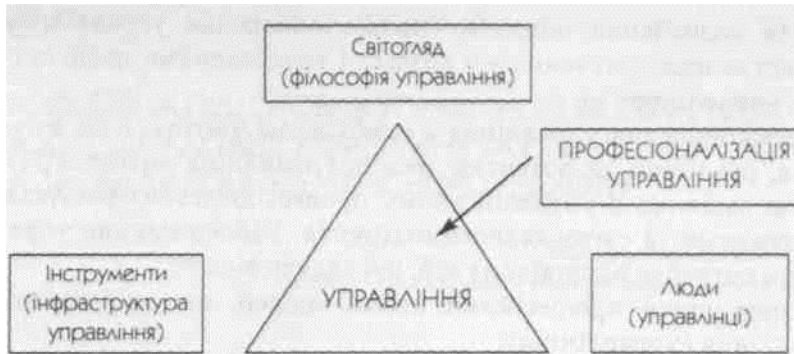 Світогляд
(філософія управління)
ПРОФЕСІОНАЛІЗАЦІЯ
УПРАВЛІННЯ
Інструменти
(інфраструктура
управління)
УПРАВЛІННЯ
Люди
(управлінці)